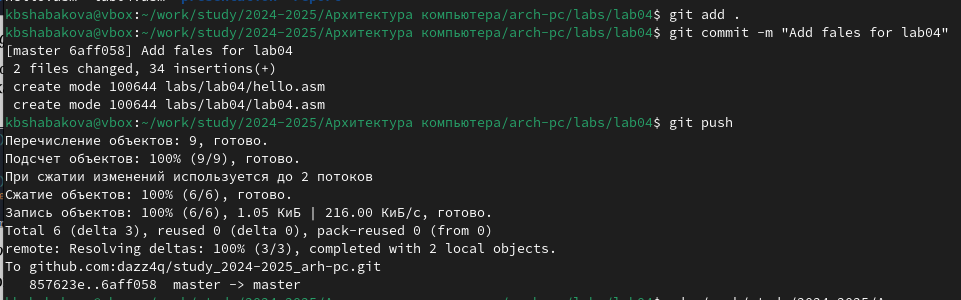 kbshabakova@vbox:~/work/study/2024-2025/Архитектура компьютера/arch-pc/labs/lab04$ git add .
kbshabakova@vbox:~/work/study/2024-2025/Архитектура компьютера/arch-pc/labs/lab04$ git commit -m "Add fales for lab04"
[master 6aff058] Add fales for lab04
 2 files changed, 34 insertions(+)
 create mode 100644 labs/lab04/hello.asm
 create mode 100644 labs/lab04/lab04.asm
kbshabakova@vbox:~/work/study/2024-2025/Архитектура компьютера/arch-pc/labs/lab04$ git push
Перечисление объектов: 9, готово.
Подсчет объектов: 100% (9/9), готово.
При сжатии изменений используется до 2 потоков
Сжатие объектов: 100% (6/6), готово.
Запись объектов: 100% (6/6), 1.05 КиБ | 216.00 КиБ/с, готово.
Total 6 (delta 3), reused 0 (delta 0), pack-reused 0 (from 0)
remote: Resolving deltas: 100% (3/3), completed with 2 local objects.
To github.com:dazz4q/study_2024-2025_arh-pc.git
   857623e..6aff058  master -> master